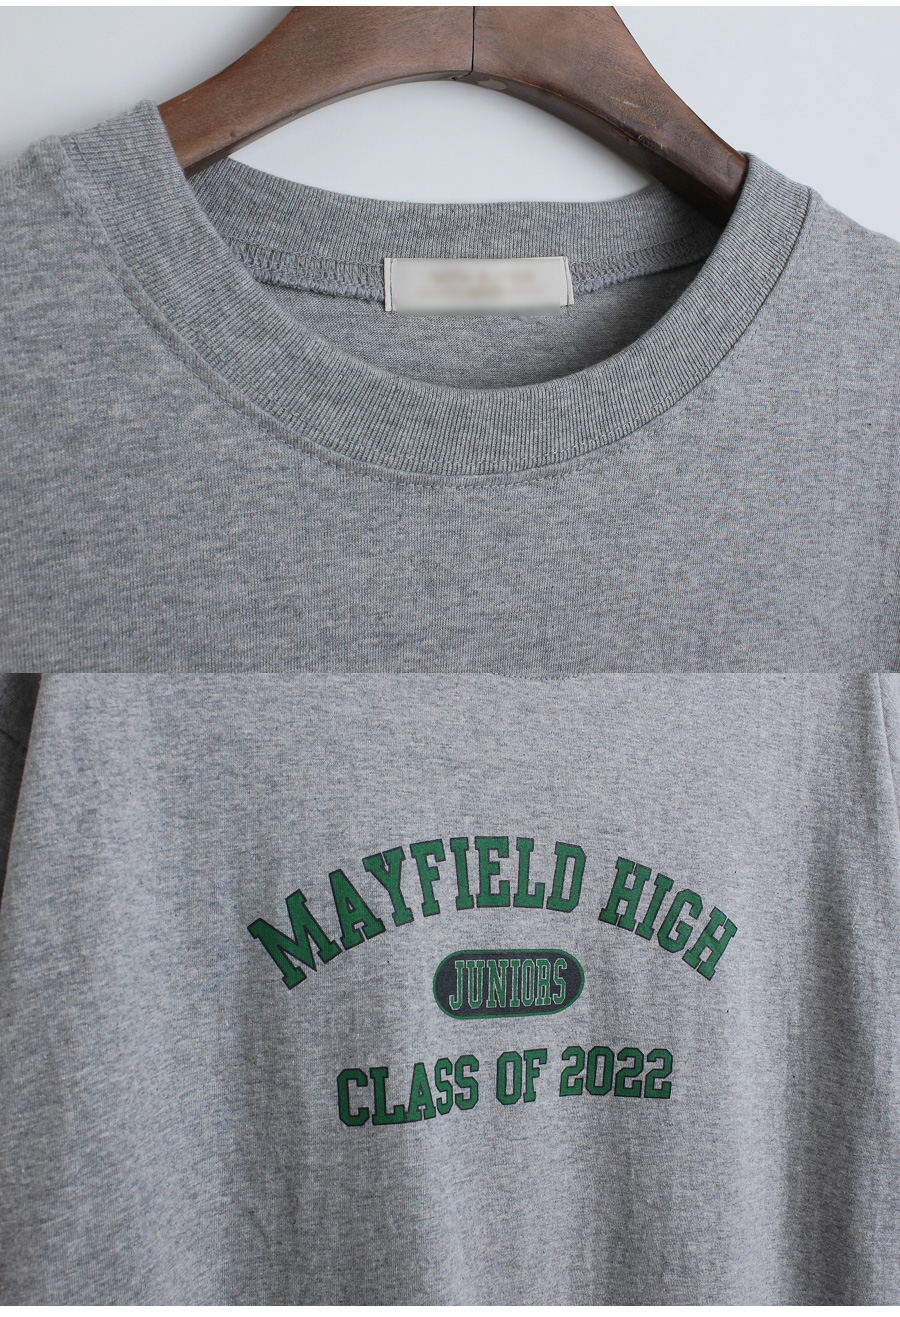 MAYFIELD HIGH
JUNIORS
CLASS OF 2022